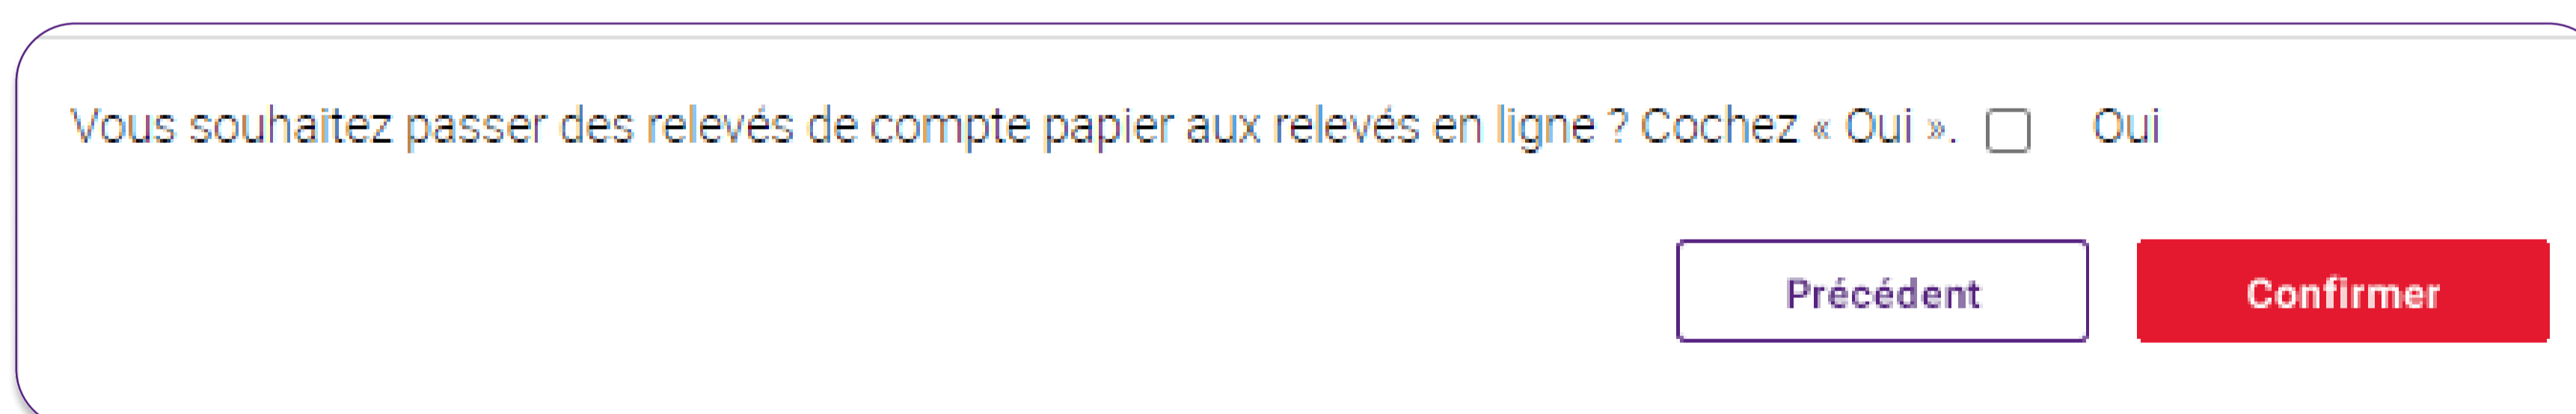 Vous souhaitez passer des relevés de compte papier aux relevés en ligne ? Cochez « Oui ». Oui
Précédent Confirmer